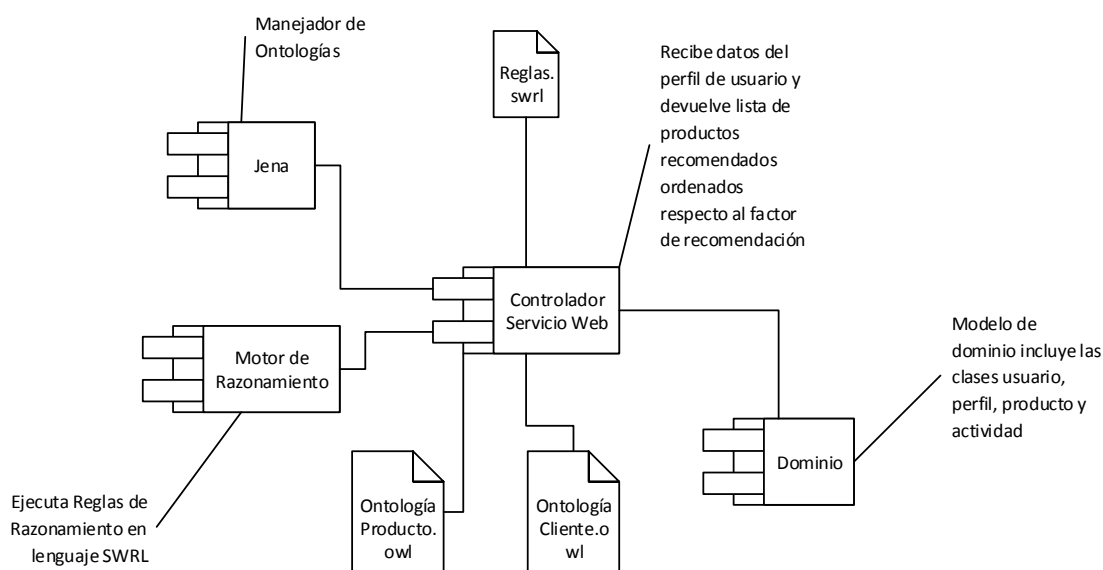 Manejador de
Ontologías
Reglas.
swrl
Recibe datos del
perfil de usuario y
devuelve lista de
productos
recomendados
ordenados
respecto al factor
de recomendación
Jena
Controlador
Servicio Web
Motor de
Razonamiento
Modelo de
dominio incluye las
clases usuario,
perfil, producto y
actividad
Dominio
Ontología
Producto.
owl
Ontología
Cliente.o
wl
Ejecuta Reglas de
Razonamiento en
lenguaje SWRL